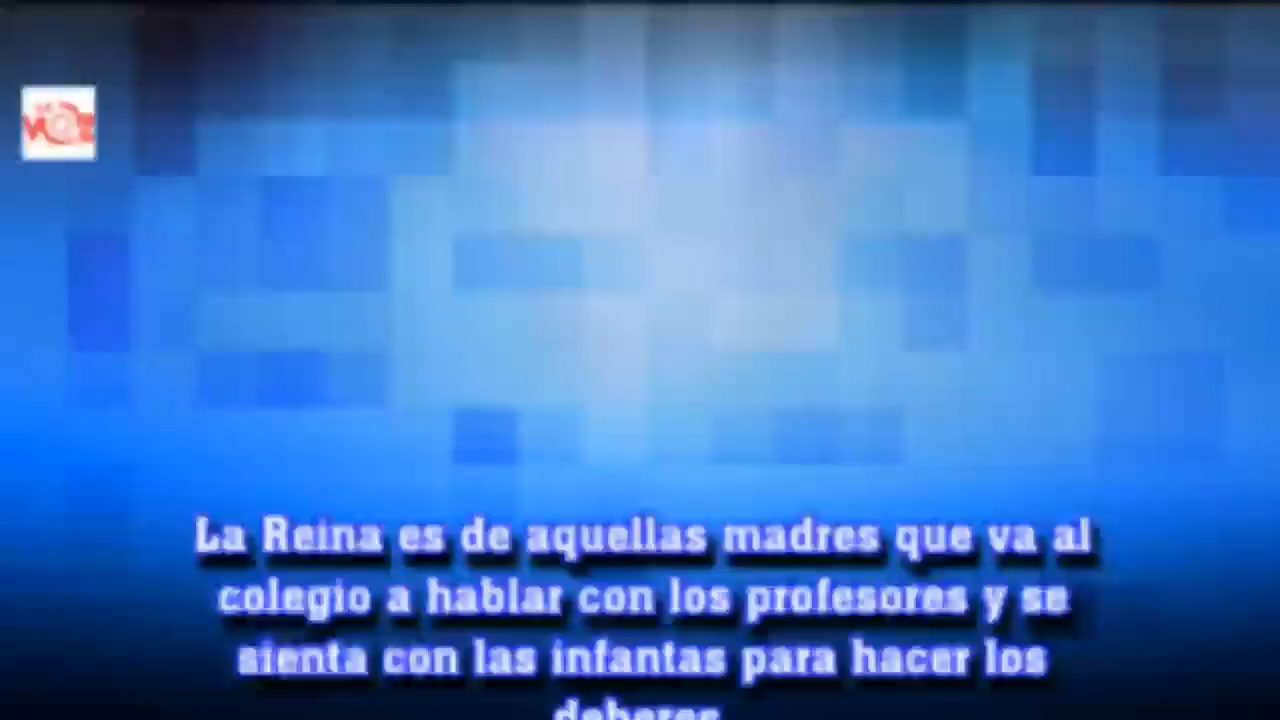 La Reina es de aquellas madres que va al
colegio a hablar con los profesores y se
sienta con las infantas para hacer los
deberes